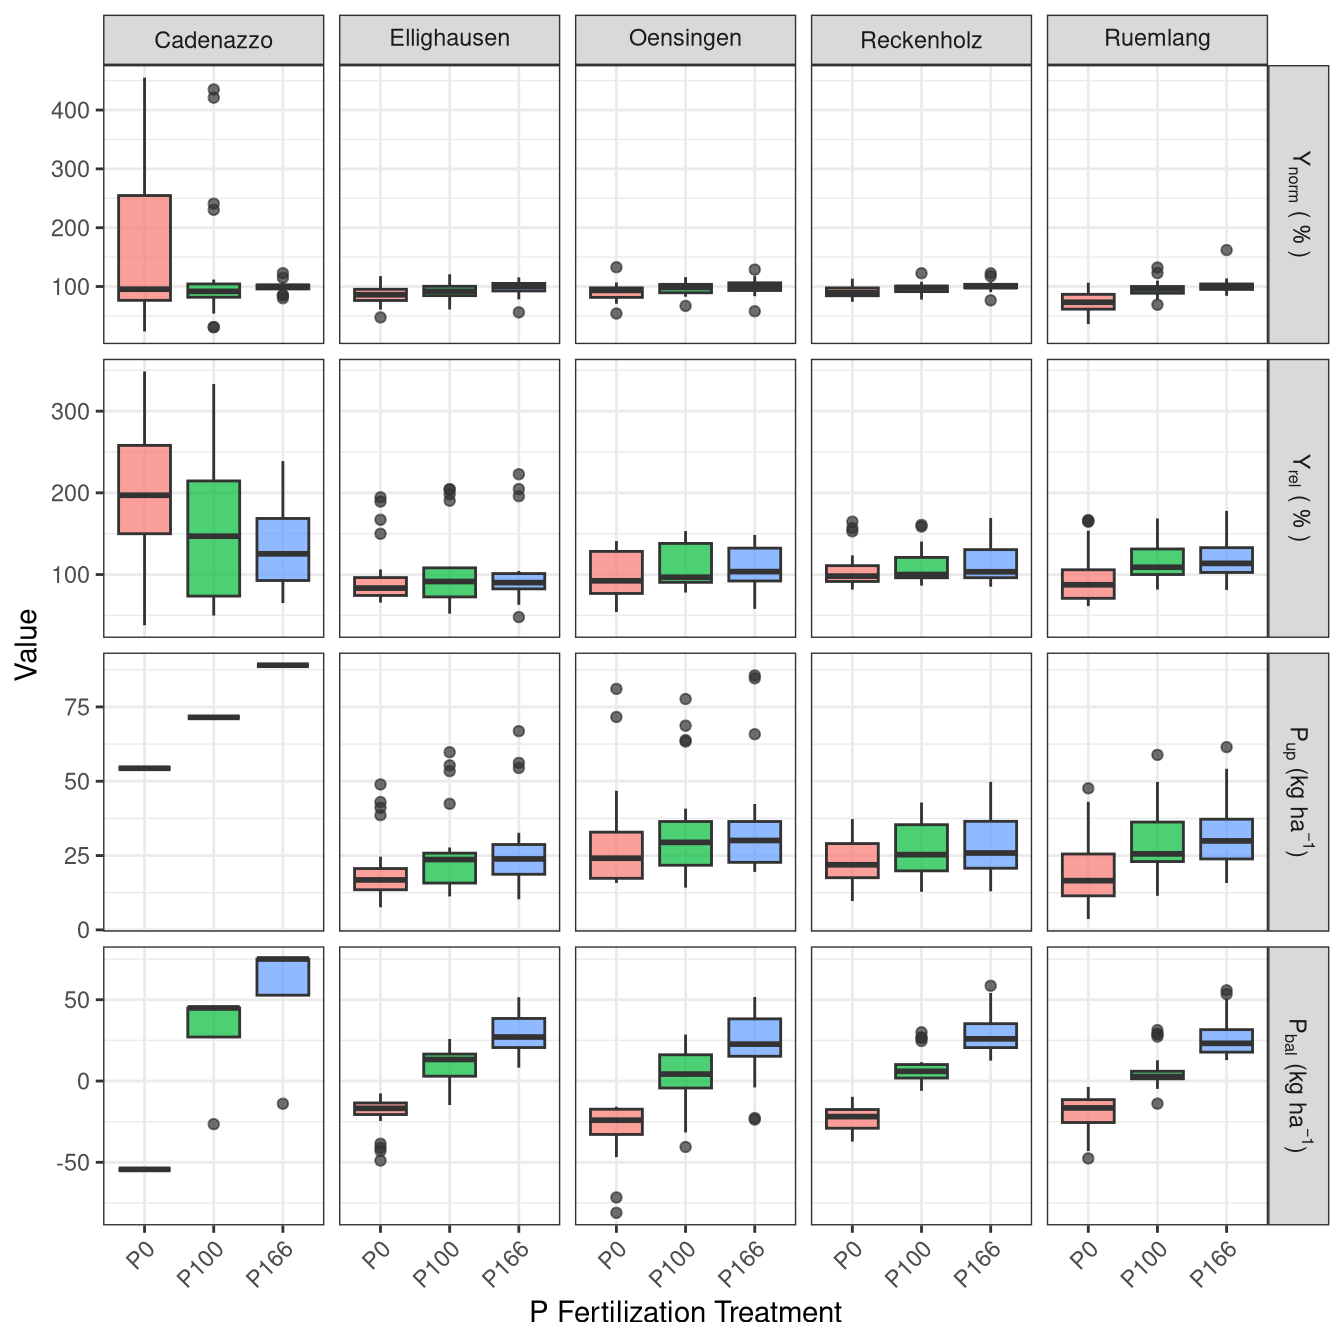 Cadenazzo Ellighausen Oensingen Reckenholz Ruemlang
400
300
200
100
Ynorm ( % )
300
200
100
Yrel ( % )
75
50
25
0
Pup (kg ha−1)
50
0
-50
Pbal (kg ha−1)
Value
P0 P100 P166 P0 P100 P166 P0 P100 P166 P0 P100 P166 P0 P100 P166
P Fertilization Treatment